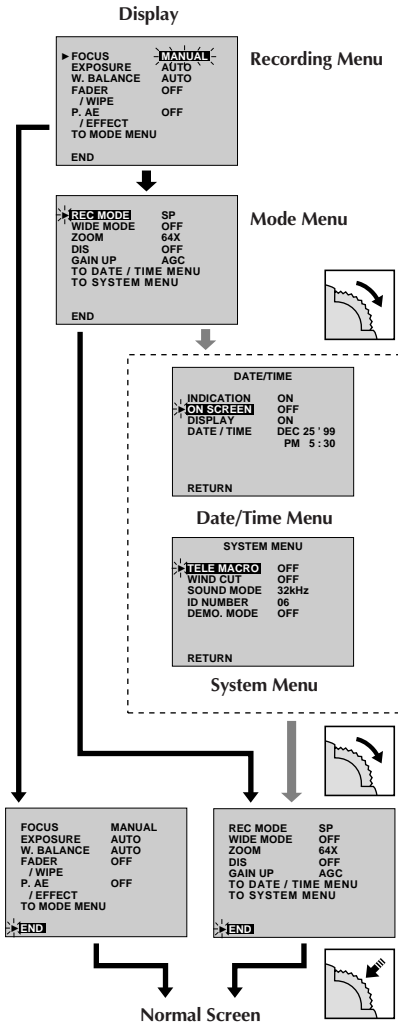 Display
FOCUS MANUAL
EXPOSURE AUTO
W. BALANCE AUTO
FADER OFF
/ WIPE
P. AE OFF
/ EFFECT
TO MODE MENU
END
Recording Menu
REC MODE SP
WIDE MODE OFF
ZOOM 64X
DIS OFF
GAIN UP AGC
TO DATE / TIME MENU
TO SYSTEM MENU
END
Mode Menu
DATE/TIME
INDICATION ON
ON SCREEN OFF
DISPLAY ON
DATE / TIME DEC 25 ' 99
PM 5 : 30
RETURN
Date/Time Menu
SYSTEM MENU
TELE MACRO OFF
WIND CUT OFF
SOUND MODE 32kHz
ID NUMBER 06
DEMO. MODE OFF
RETURN
System Menu
FOCUS MANUAL
EXPOSURE AUTO
W. BALANCE AUTO
FADER OFF
/ WIPE
P. AE OFF
/ EFFECT
TO MODE MENU
END
REC MODE SP
WIDE MODE OFF
ZOOM 64X
DIS OFF
GAIN UP AGC
TO DATE / TIME MENU
TO SYSTEM MENU
END
Normal Screen